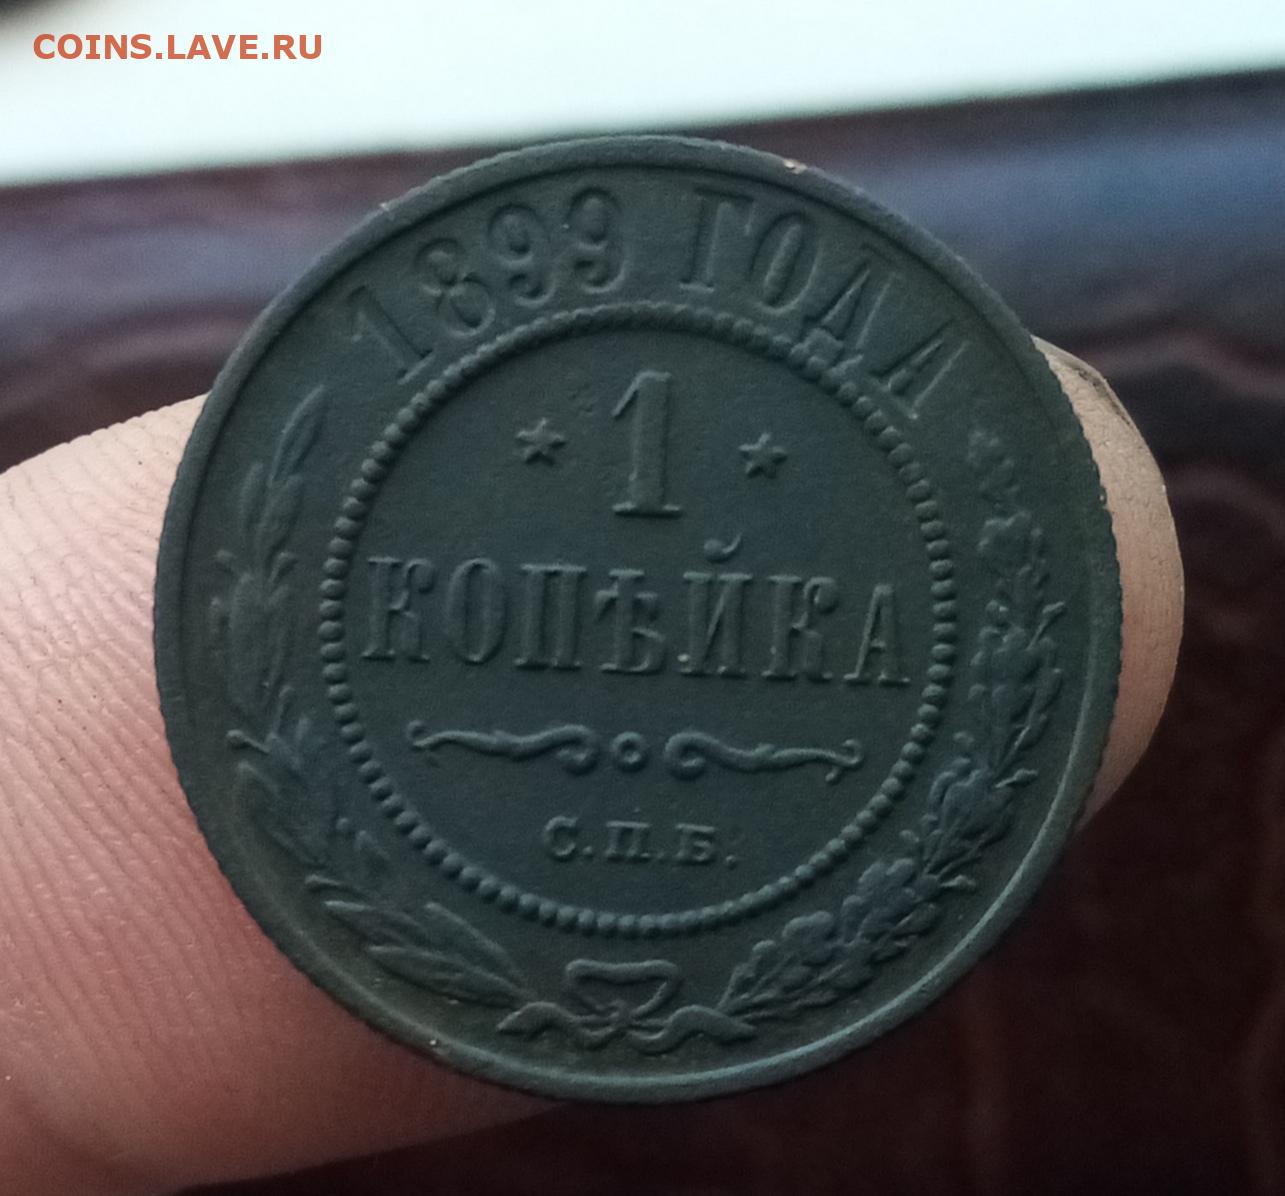 COINS.LAVE.RU
1899 ГОДА
* 1 *
КОПѢЙКА
С.П.Б.